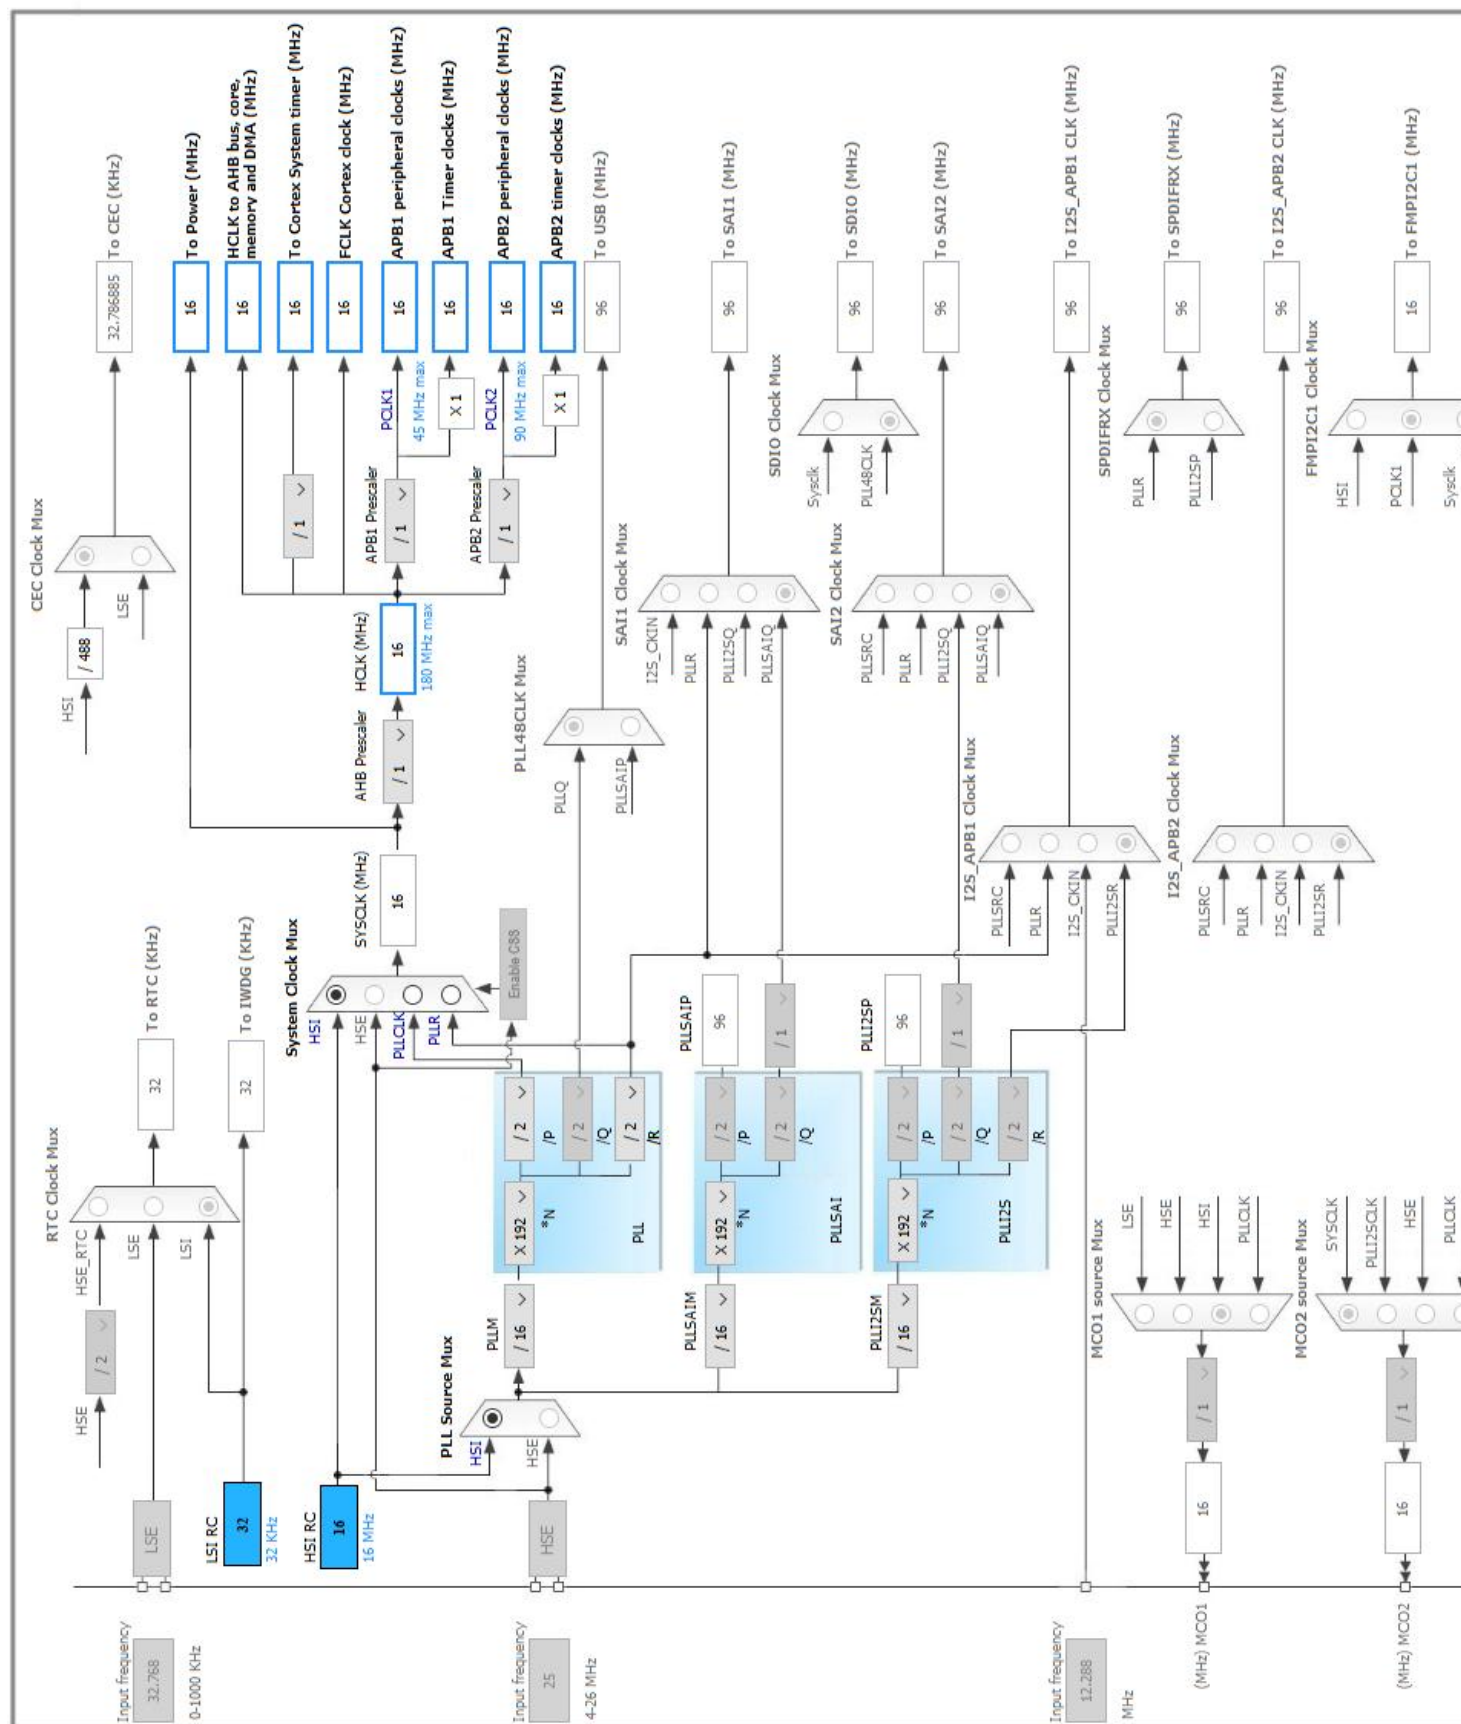 RTC Clock Mux
CEC Clock Mux
HSE
/ 2
HSE_RTC
HSI
/ 488
32.786885
To CEC (KHz)
LSE
Input frequency
32.768
0-1000 KHz
LSE
LSE
32
To RTC (KHz)
LSI
LSI RC
32
32 KHz
32
To IWDG (KHz)
System Clock Mux
HSI RC
16
16 MHz
HSI
HSE
PLLCLK
PLLR
SYSCLK (MHz)
16
AHB Prescaler
/ 1
HCLK (MHz)
16
180 MHz max
16
To Power (MHz)
16
HCLK to AHB bus, core,
memory and DMA (MHz)
/ 1
16
To Cortex System timer (MHz)
16
FCLK Cortex clock (MHz)
APB1 Prescaler
/ 1
PCLK1
45 MHz max
16
APB1 peripheral clocks (MHz)
X 1
16
APB1 Timer clocks (MHz)
APB2 Prescaler
/ 1
PCLK2
90 MHz max
16
APB2 peripheral clocks (MHz)
X 1
16
APB2 timer clocks (MHz)
Enable CSS
PLL Source Mux
HSI
HSE
Input frequency
25
4-26 MHz
HSE
PLLM
/ 16
X 192
*N
/ 2
/P
/ 2
/Q
/ 2
/R
PLL
PLL48CLK Mux
PLLQ
PLLSAIP
96
To USB (MHz)
PLLSAIM
/ 16
X 192
*N
/ 2
/P
/ 2
/Q
PLLSAI
PLLSAIP
96
/ 1
SAI1 Clock Mux
I2S_CKIN
PLLR
PLLI2SQ
PLLSAIQ
96
To SAI1 (MHz)
SDIO Clock Mux
Sysclk
PLL48CLK
96
To SDIO (MHz)
PLLI2SM
/ 16
X 192
*N
/ 2
/P
/ 2
/Q
/ 2
/R
PLLI2S
PLLI2SP
96
/ 1
SAI2 Clock Mux
PLLSRC
PLLR
PLLI2SQ
PLLSAIQ
96
To SAI2 (MHz)
I2S_APB1 Clock Mux
PLLSRC
PLLR
I2S_CKIN
PLLI2SR
96
To I2S_APB1 CLK (MHz)
Input frequency
12.288
MHz
SPDIFRX Clock Mux
PLLR
PLLI2SP
96
To SPDIFRX (MHz)
MCO1 source Mux
LSE
HSE
HSI
PLLCLK
/ 1
16
(MHz) MCO1
I2S_APB2 Clock Mux
PLLSRC
PLLR
I2S_CKIN
PLLI2SR
96
To I2S_APB2 CLK (MHz)
MCO2 source Mux
SYSCLK
PLLI2SCLK
HSE
PLLCLK
/ 1
16
(MHz) MCO2
FMPI2C1 Clock Mux
HSI
PCLK1
Sysclk
16
To FMPI2C1 (MHz)